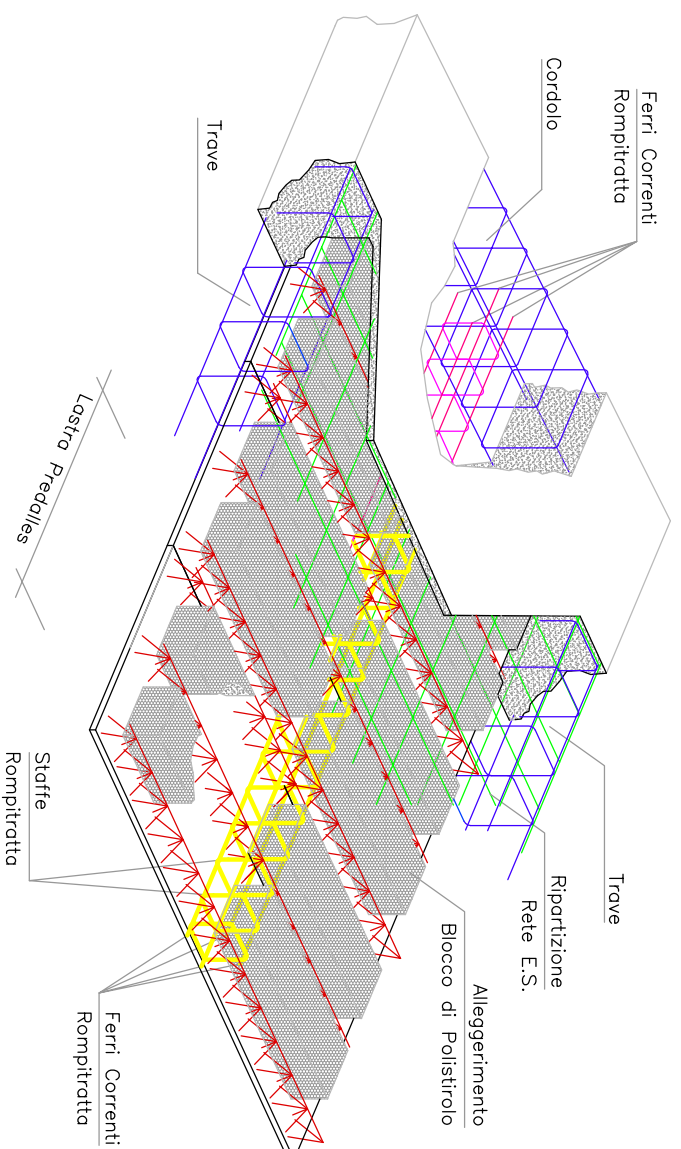 Ferri Correnti
Rompitratta
Cordolo
Trave
Trave
Ripartizione
Rete E.S.
Alleggerimento
Blocco di Polistirolo
Lastra Predalles
Staffe
Rompitratta
Ferri Correnti
Rompitratta